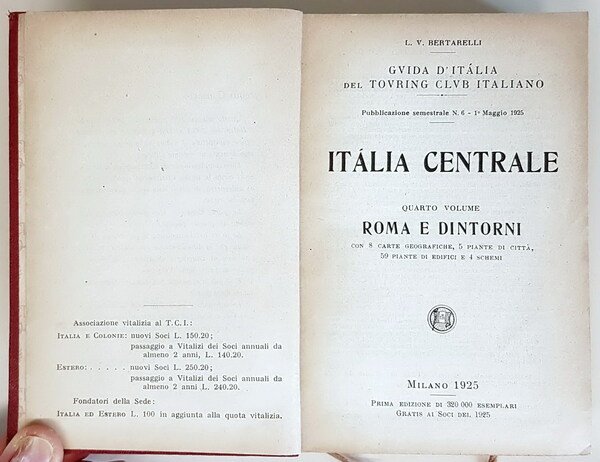 Associazione vitalizia al T. C. I.:
ITALIA E COLONIE: nuovi Soci L. 150.20;
passaggio a Vitalizi dei Soci annuali da
almeno 2 anni, L. 140.20.
ESTERO: . . . . . nuovi Soci L. 250.20;
passaggio a Vitalizi dei Soci annuali da
almeno 2 anni, L. 240.20.
Fondatori della Sede:
ITALIA ED ESTERO L. 100 in aggiunta alla quota vitalizia.
L. V. BERTARELLI
GVIDA D'ITÁLIA
DEL TOVRING CLVB ITALIANO
Pubblicazione semestrale N. 6 - 1º Maggio 1925
ITÁLIA CENTRALE
QUARTO VOLUME
ROMA E DINTORNI
CON 8 CARTE GEOGRAFICHE, 5 PIANTE DI CITTÀ,
59 PIANTE DI EDIFICI E 4 SCHEMI
MILANO 1925
PRIMA EDIZIONE DI 320 000 ESEMPLARI
GRATIS AI SOCI DEL 1925